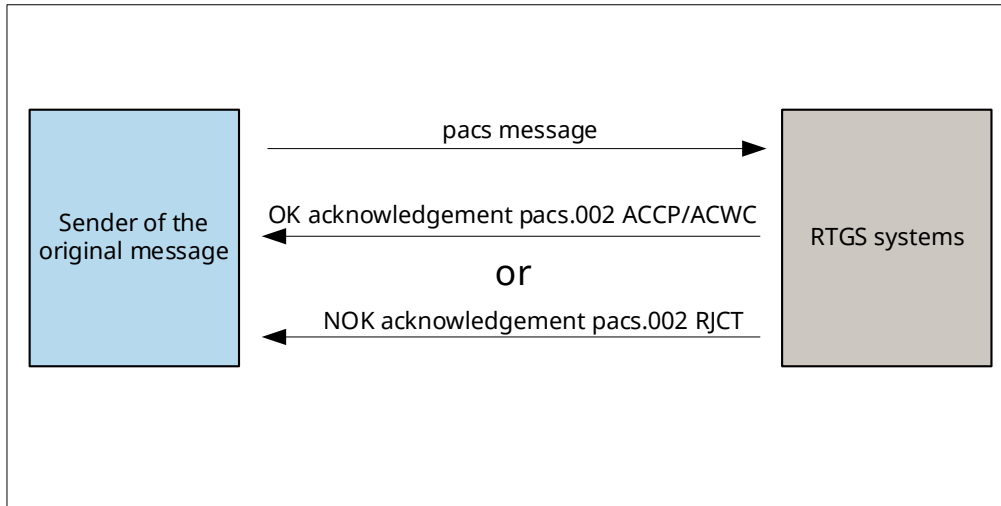 pacs message
Sender of the
original message
OK acknowledgement pacs.002 ACCP/ACWC
RTGS systems
or
NOK acknowledgement pacs.002 RJCT